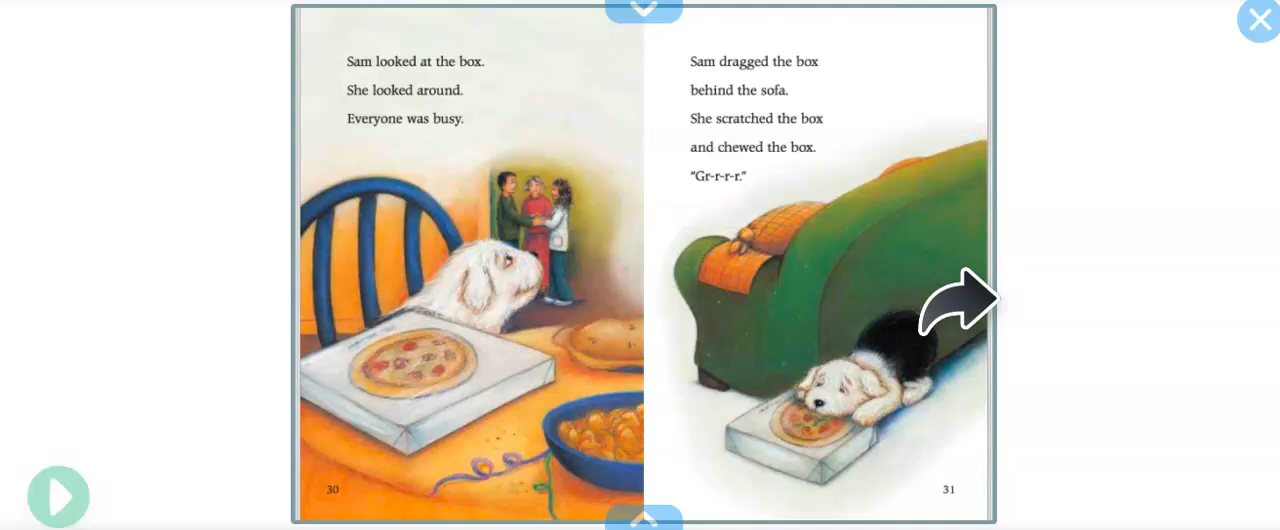 Sam looked at the box.
She looked around.
Everyone was busy.
30
Sam dragged the box
behind the sofa.
She scratched the box
and chewed the box.
“Gr-r-r-r.”
31